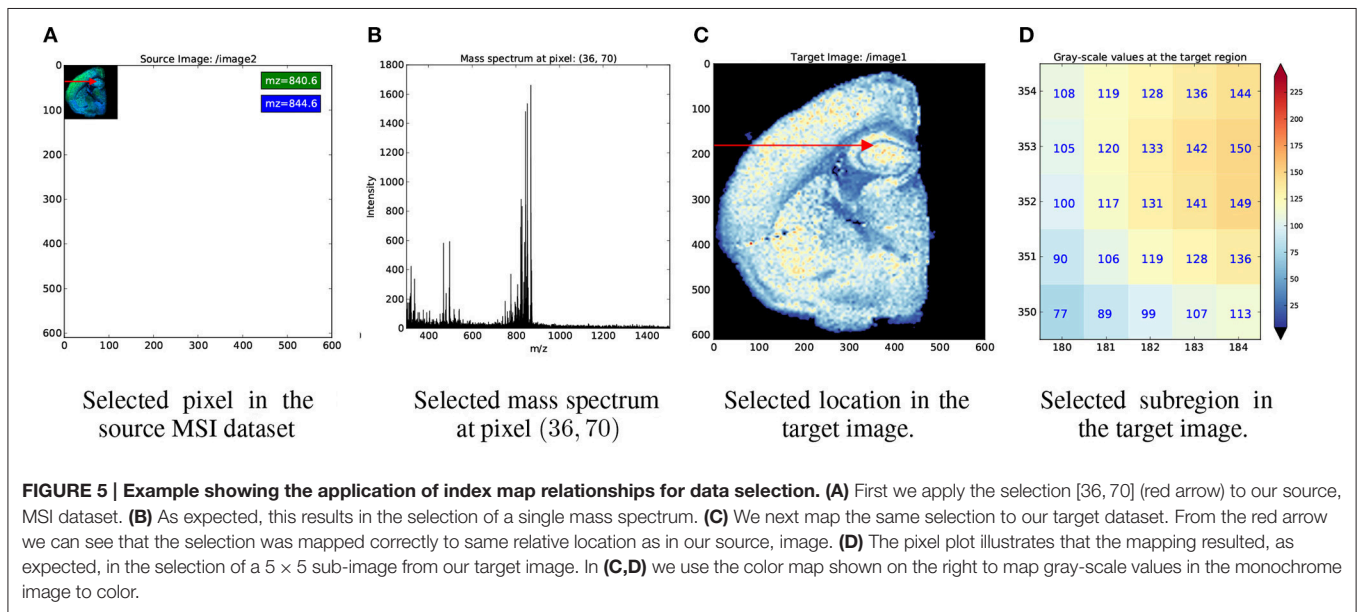 A
Source Image: /image2
0
100
200
300
400
500
600
0 100 200 300 400 500 600
mz=840.6
mz=844.6
Selected pixel in the
source MSI dataset
B
Mass spectrum at pixel: (36, 70)
1800
1600
1400
1200
1000
800
600
400
200
0
Intensity
400 600 800 1000 1200 1400
m/z
Selected mass spectrum
at pixel (36, 70)
C
Target Image: /image1
0
100
200
300
400
500
600
0 100 200 300 400 500 600
Selected location in the
target image.
D
Gray-scale values at the target region
354 108 119 128 136 144
353 105 120 133 142 150
352 100 117 131 141 149
351 90 106 119 128 136
350 77 89 99 107 113
180 181 182 183 184
225
200
175
150
125
100
75
50
25
Selected subregion in
the target image.
FIGURE 5 | Example showing the application of index map relationships for data selection. (A) First we apply the selection [36, 70] (red arrow) to our source,
MSI dataset. (B) As expected, this results in the selection of a single mass spectrum. (C) We next map the same selection to our target dataset. From the red arrow
we can see that the selection was mapped correctly to same relative location as in our source, image. (D) The pixel plot illustrates that the mapping resulted, as
expected, in the selection of a 5 × 5 sub-image from our target image. In (C,D) we use the color map shown on the right to map gray-scale values in the monochrome
image to color.